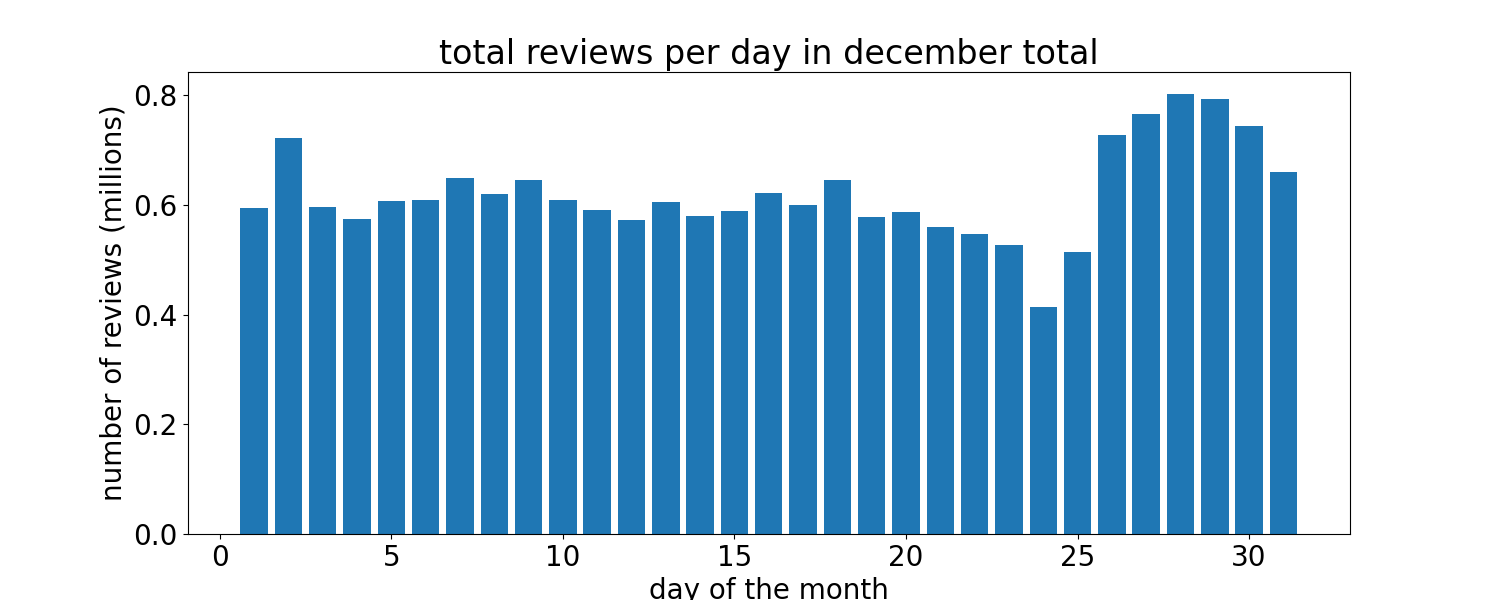 total reviews per day in december total
number of reviews (millions)
0.8
0.6
0.4
0.2
0.0
0 5 10 15 20 25 30
day of the month